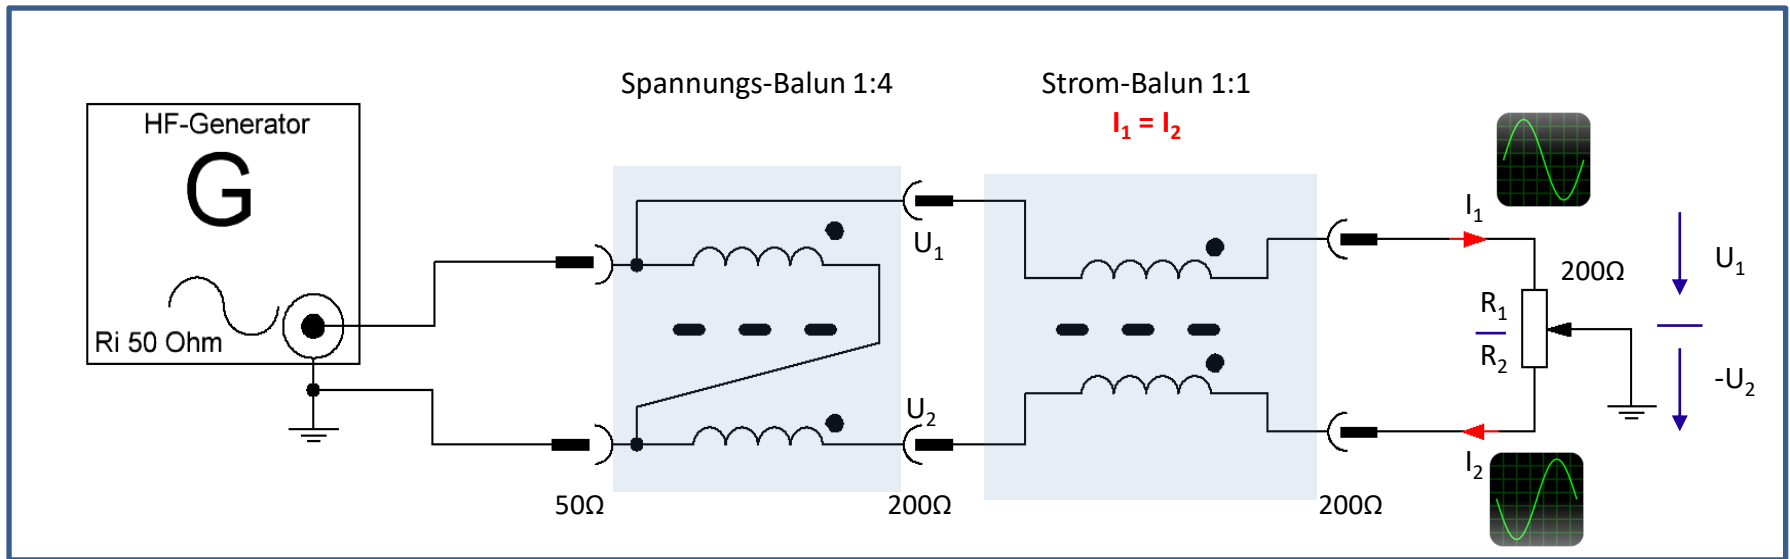 Spannungs-Balun 1:4
Strom-Balun 1:1
I₁ = I₂
HF-Generator
G
Ri 50 Ohm
U₁
U₂
50Ω
200Ω
200Ω
I₁
200Ω
R₁
R₂
I₂
U₁
-U₂